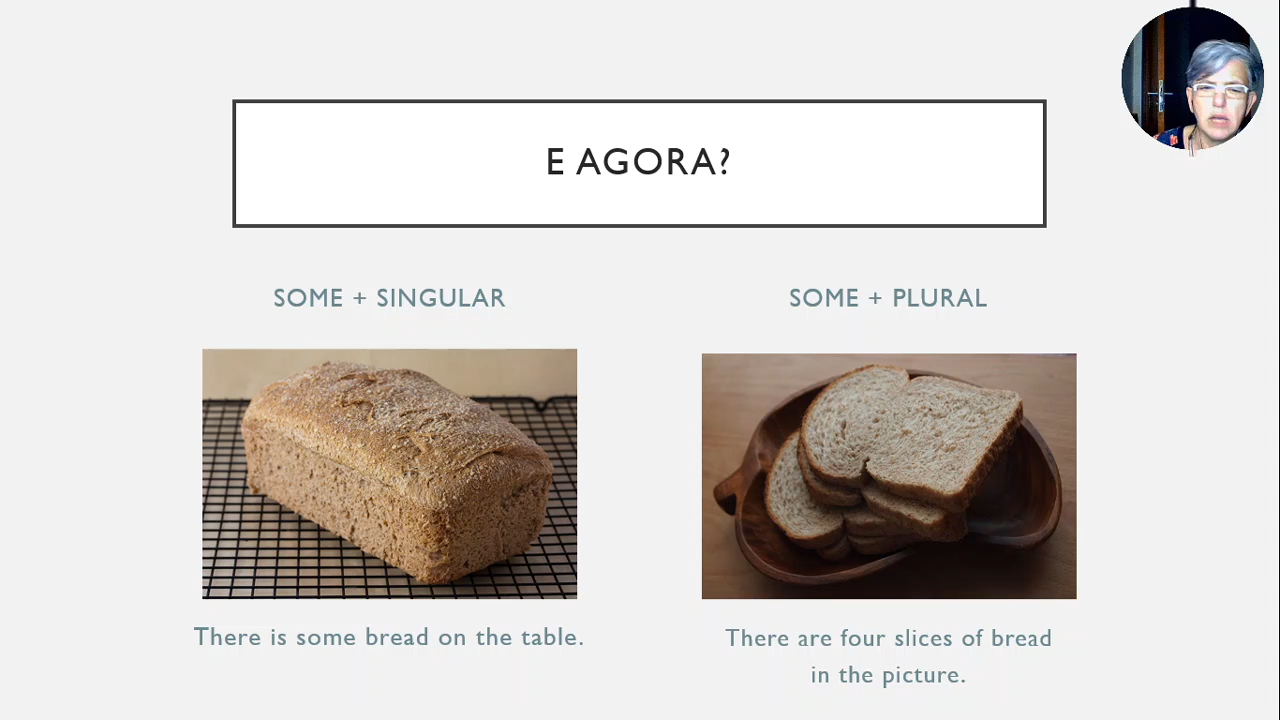 E AGORA?
SOME + SINGULAR
SOME + PLURAL
There is some bread on the table.
There are four slices of bread
in the picture.